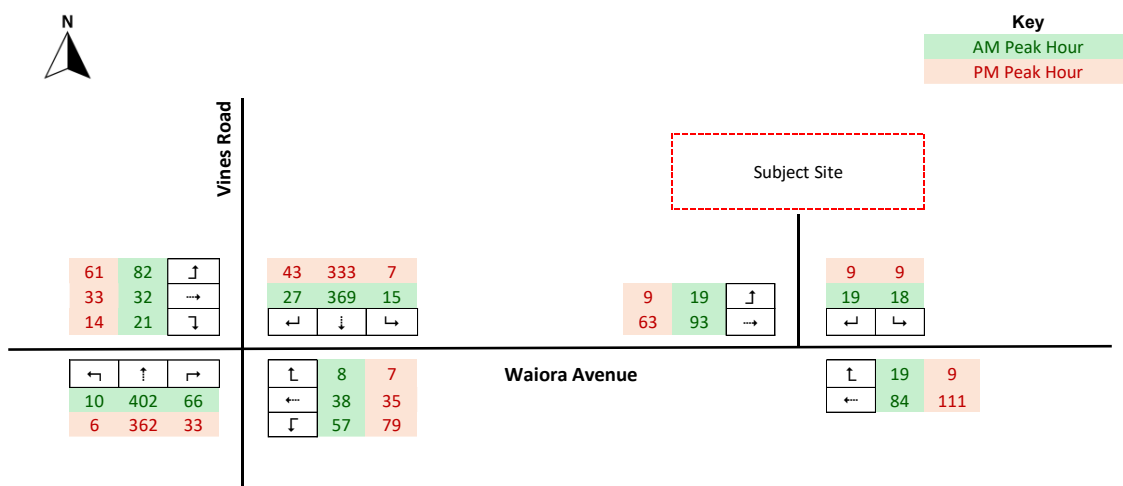 N
Key
AM Peak Hour
PM Peak Hour
Vines Road
Subject Site
61 82
33 32
14 21
43 333 7
27 369 15
9 19
63 93
9 9
19 18
10 402 66
6 362 33
8 7
38 35
57 79
Waiora Avenue
19 9
84 111